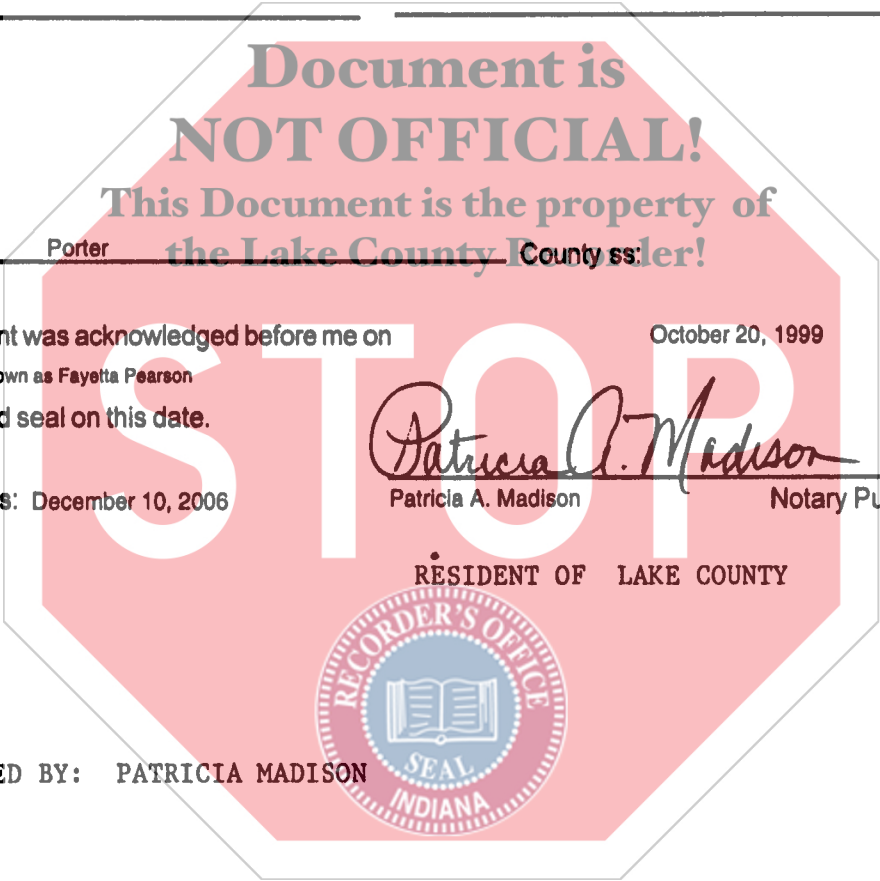 Document is
NOT OFFICIAL!
This Document is the property of
the Lake County Recorder!
Porter County ss:
nt was acknowledged before me on October 20, 1999
own as Fayetta Pearson
d seal on this date.
STOP
Patricia A. Madison
s: December 10, 2006 Patricia A. Madison Notary Pu
RESIDENT OF LAKE COUNTY
RECORDER'S OFFICE
SEAL
INDIANA
ED BY: PATRICIA MADISON